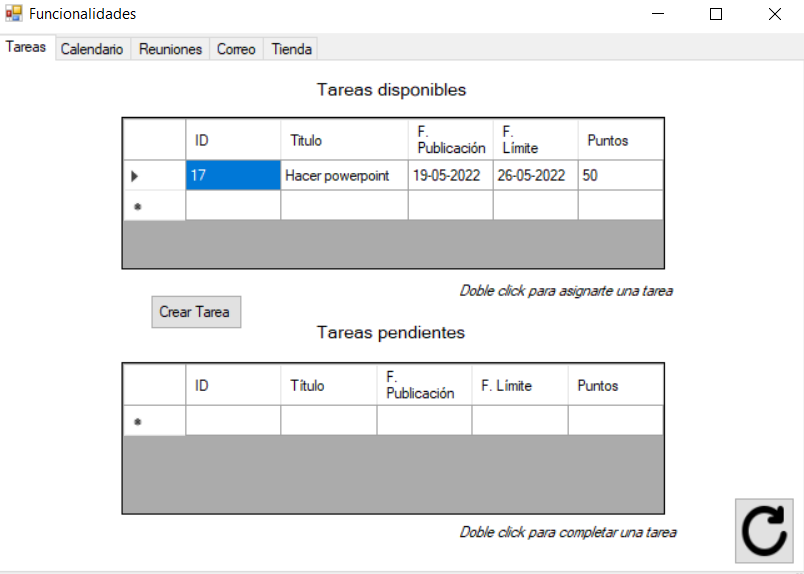 Funcionalidades
Tareas Calendario Reuniones Correo Tienda
Tareas disponibles
ID Titulo F. Publicación F. Límite Puntos
17 Hacer powerpoint 19-05-2022 26-05-2022 50
Doble click para asignarte una tarea
Crear Tarea
Tareas pendientes
ID Título F. Publicación F. Límite Puntos
Doble click para completar una tarea